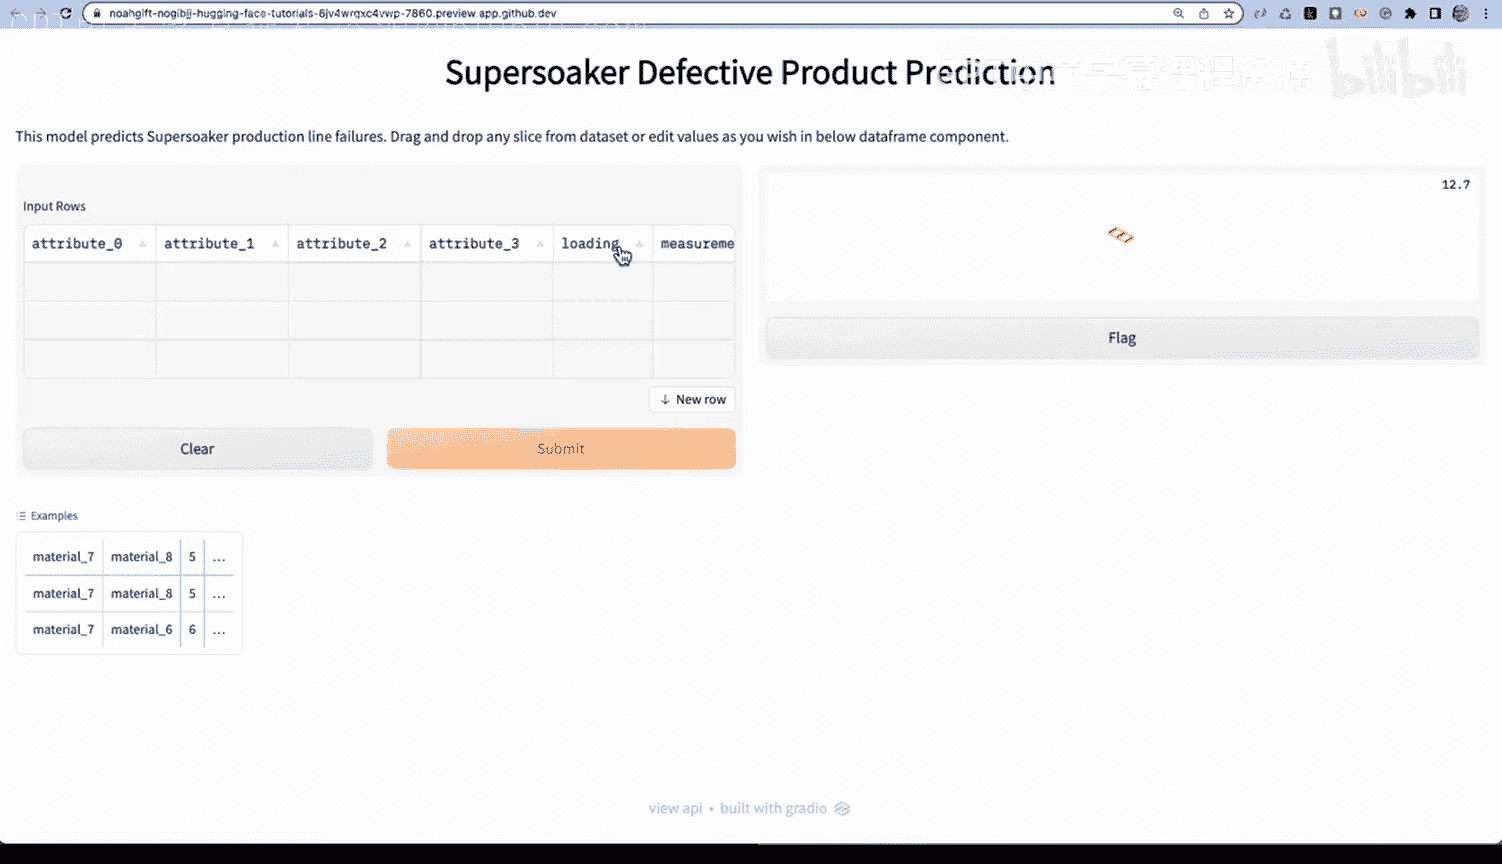 noahgift-nogibjj-hugging-face-tutorials-6jv4wrqxc4vwp-7860.preview.app.github.dev
Supersoaker Defective Product Prediction
bilibili
This model predicts Supersoaker production line failures. Drag and drop any slice from dataset or edit values as you wish in below dataframe component.
12.7
Input Rows
attribute_0 attribute_1 attribute_2 attribute_3 loading measureme
Flag
↓ New row
Clear Submit
Examples
material_7 material_8 5 ...
material_7 material_8 5 ...
material_7 material_6 6 ...
view api • built with gradio